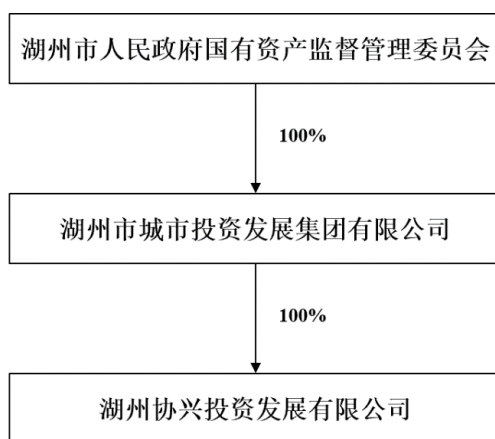 湖州市人民政府国有资产监督管理委员会
100%
湖州市城市投资发展集团有限公司
100%
湖州协兴投资发展有限公司